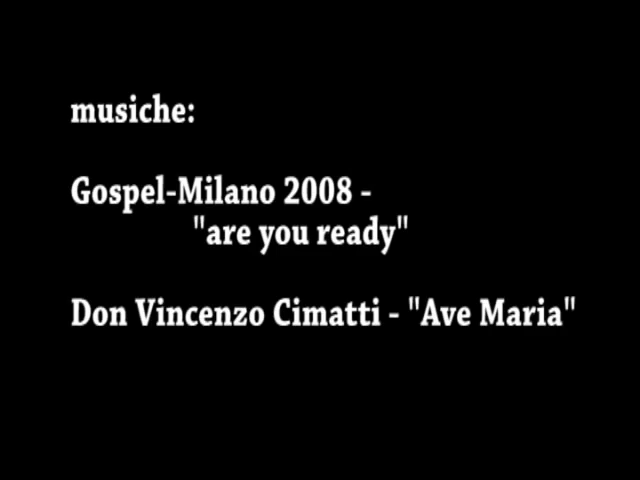 musiche:
Gospel-Milano 2008 -
"are you ready"
Don Vincenzo Cimatti - "Ave Maria"